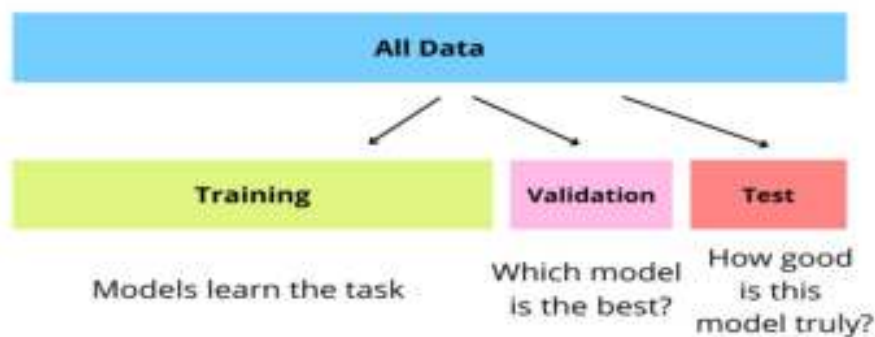 All Data
Training
Validation
Test
Models learn the task
Which model
is the best?
How good
is this
model truly?